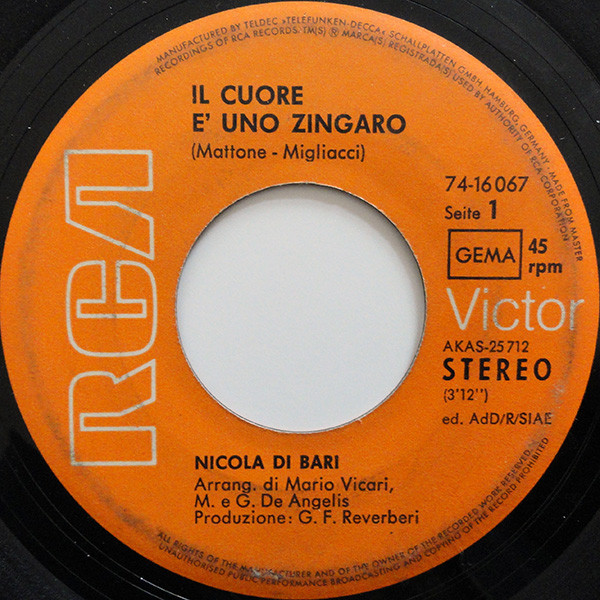 MANUFACTURED BY TELDEC »TELEFUNKEN-DECCA« SCHALLPLATTEN GMBH, HAMBURG, GERMANY · MADE FROM MASTER
RECORDINGS OF RCA RECORDS. TM(S) ® MARCA(S) REGISTRADA(S) USED BY AUTHORITY OF RCA CORPORATION ·
IL CUORE
E' UNO ZINGARO
(Mattone - Migliacci)
74-16067
Seite 1
GEMA
45
rpm
RCA
Victor
AKAS-25712
STEREO
(3'12'')
ed. AdD/R/SIAE
NICOLA DI BARI
Arrang. di Mario Vicari,
M. e G. De Angelis
Produzione: G. F. Reverberi
ALL RIGHTS OF THE MANUFACTURER AND OF THE OWNER OF THE RECORDED WORK RESERVED.
UNAUTHORISED PUBLIC PERFORMANCE BROADCASTING AND COPYING OF THE RECORD PROHIBITED